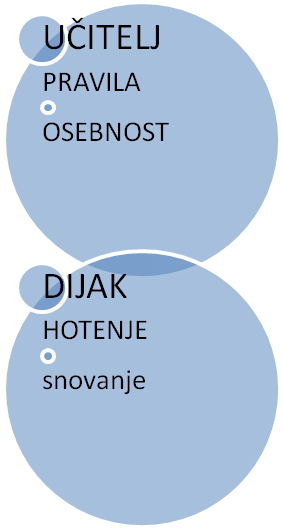 UČITELJ
PRAVILA
OSEBNOST
DIJAK
HOTENJE
snovanje